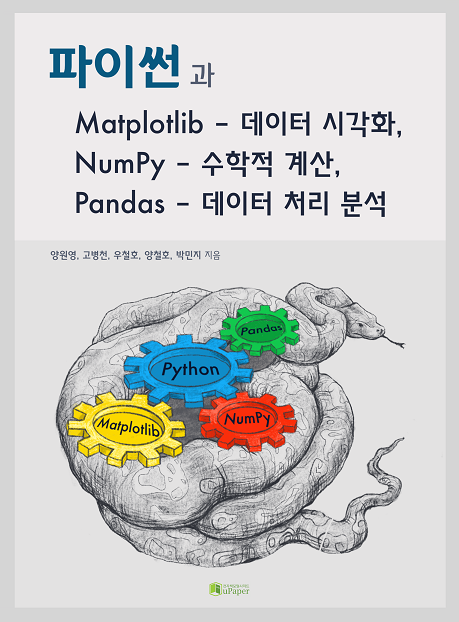 파이썬 과
Matplotlib – 데이터 시각화,
NumPy – 수학적 계산,
Pandas – 데이터 처리 분석
양원영, 고병천, 우철호, 양철호, 박민지 지음
Pandas
Python
Matplotlib
NumPy
uPaper